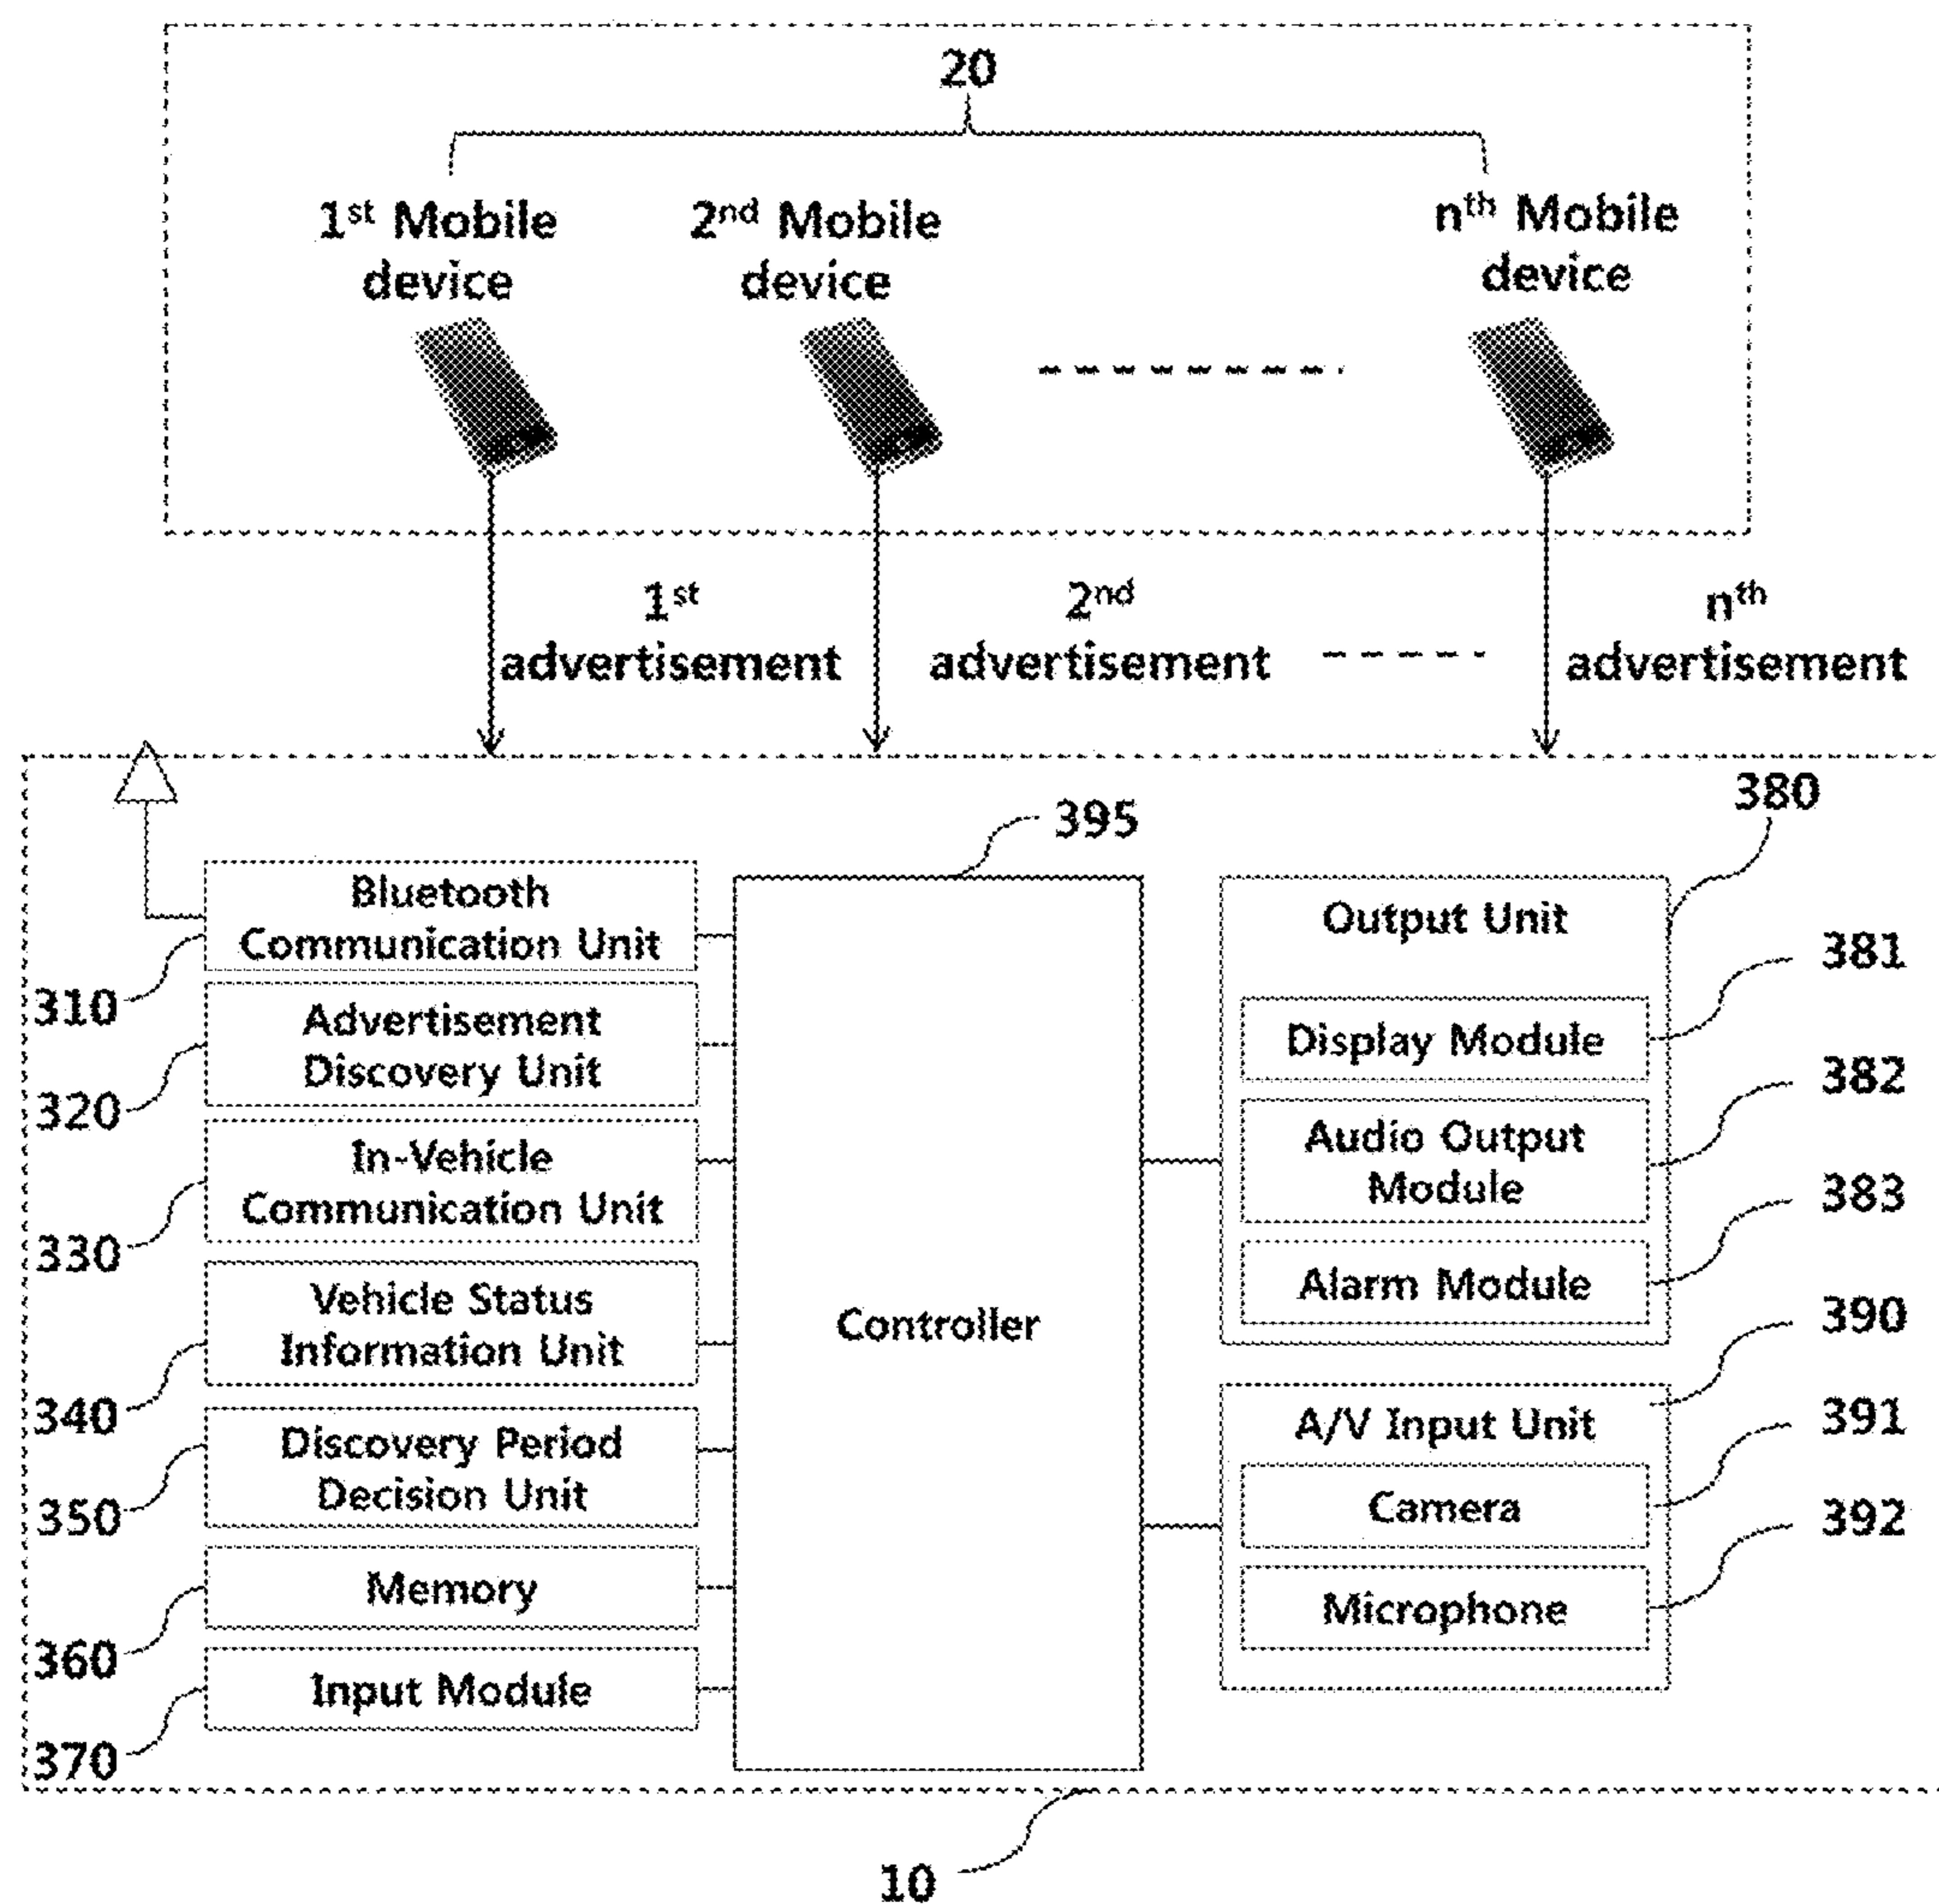 20
1st Mobile device
2nd Mobile device
nth Mobile device
1st advertisement
2nd advertisement
nth advertisement
395
380
Bluetooth
Communication Unit
310
Advertisement
Discovery Unit
320
In-Vehicle
Communication Unit
330
Vehicle Status
Information Unit
340
Discovery Period
Decision Unit
350
Memory
360
Input Module
370
Controller
Output Unit
381
Display Module
382
Audio Output
Module
383
Alarm Module
390
A/V Input Unit
391
Camera
392
Microphone
10